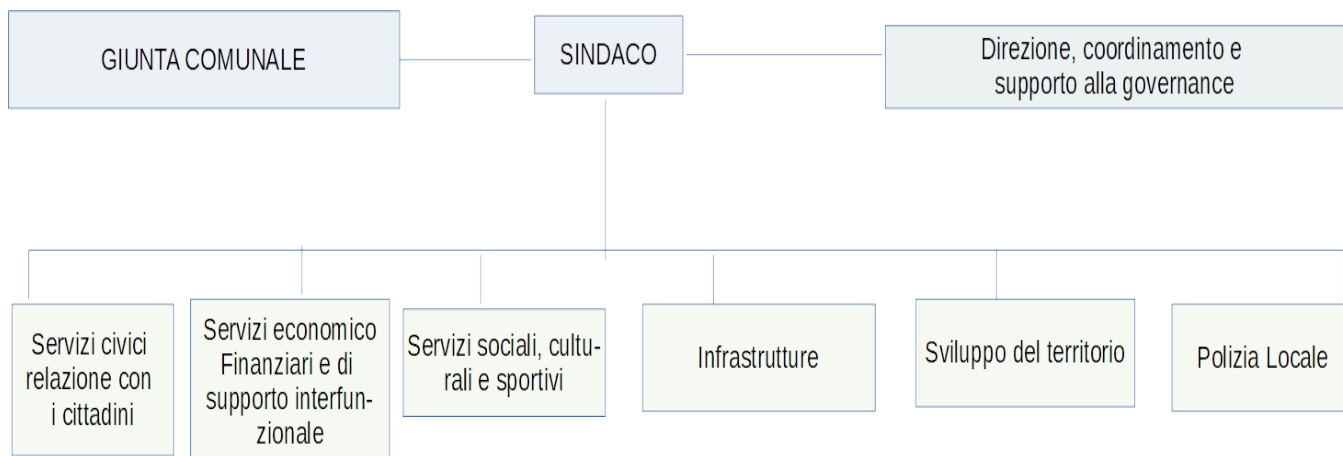 GIUNTA COMUNALE
SINDACO
Direzione, coordinamento e
supporto alla governance
Servizi civici
relazione con
i cittadini
Servizi economico
Finanziari e di
supporto interfun-
zionale
Servizi sociali, cultu-
rali e sportivi
Infrastrutture
Sviluppo del territorio
Polizia Locale